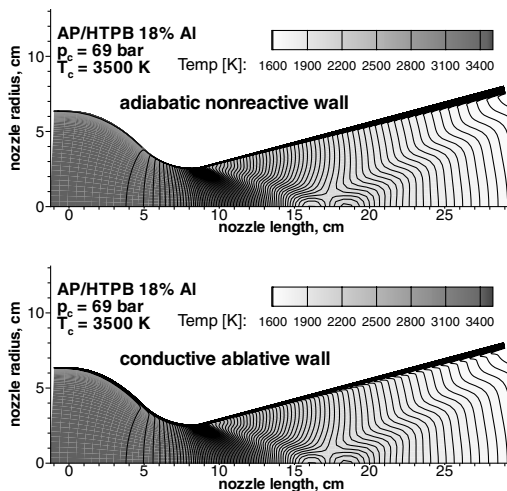 AP/HTPB 18% Al
p_c = 69 bar
T_c = 3500 K
Temp [K]:
1600 1900 2200 2500 2800 3100 3400
adiabatic nonreactive wall
nozzle radius, cm
10
5
0
0 5 10 15 20 25
nozzle length, cm
AP/HTPB 18% Al
p_c = 69 bar
T_c = 3500 K
Temp [K]:
1600 1900 2200 2500 2800 3100 3400
conductive ablative wall
nozzle radius, cm
10
5
0
0 5 10 15 20 25
nozzle length, cm